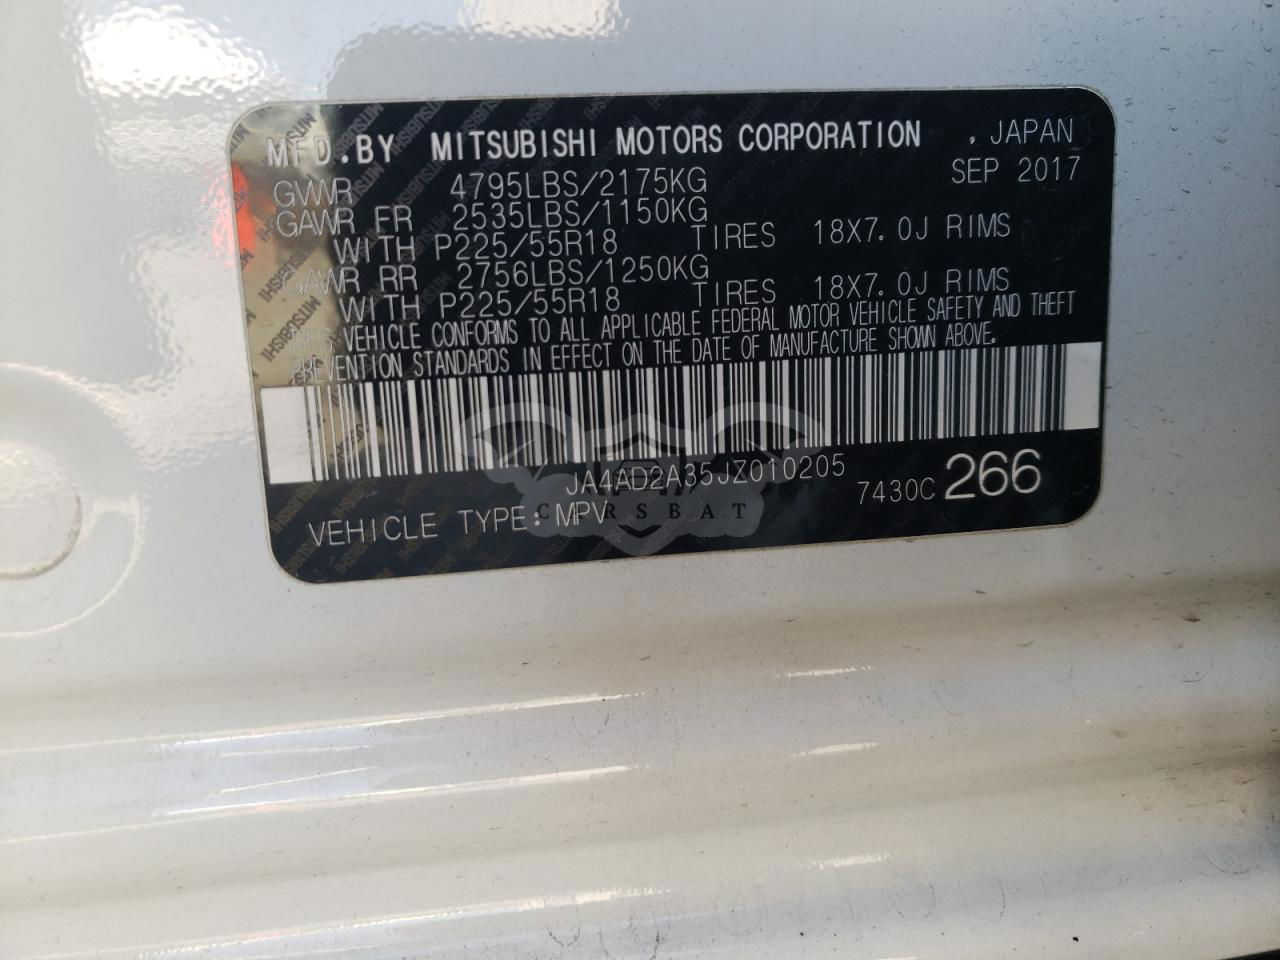 MFD.BY MITSUBISHI MOTORS CORPORATION , JAPAN
GVWR 4795LBS/2175KG SEP 2017
GAWR FR 2535LBS/1150KG
WITH P225/55R18 TIRES 18X7.0J RIMS
GAWR RR 2756LBS/1250KG
WITH P225/55R18 TIRES 18X7.0J RIMS
THIS VEHICLE CONFORMS TO ALL APPLICABLE FEDERAL MOTOR VEHICLE SAFETY AND THEFT
PREVENTION STANDARDS IN EFFECT ON THE DATE OF MANUFACTURE SHOWN ABOVE.
JA4AD2A35JZ010205 7430C 266
VEHICLE TYPE: MPV
CARSBAT
MITSUBISHI